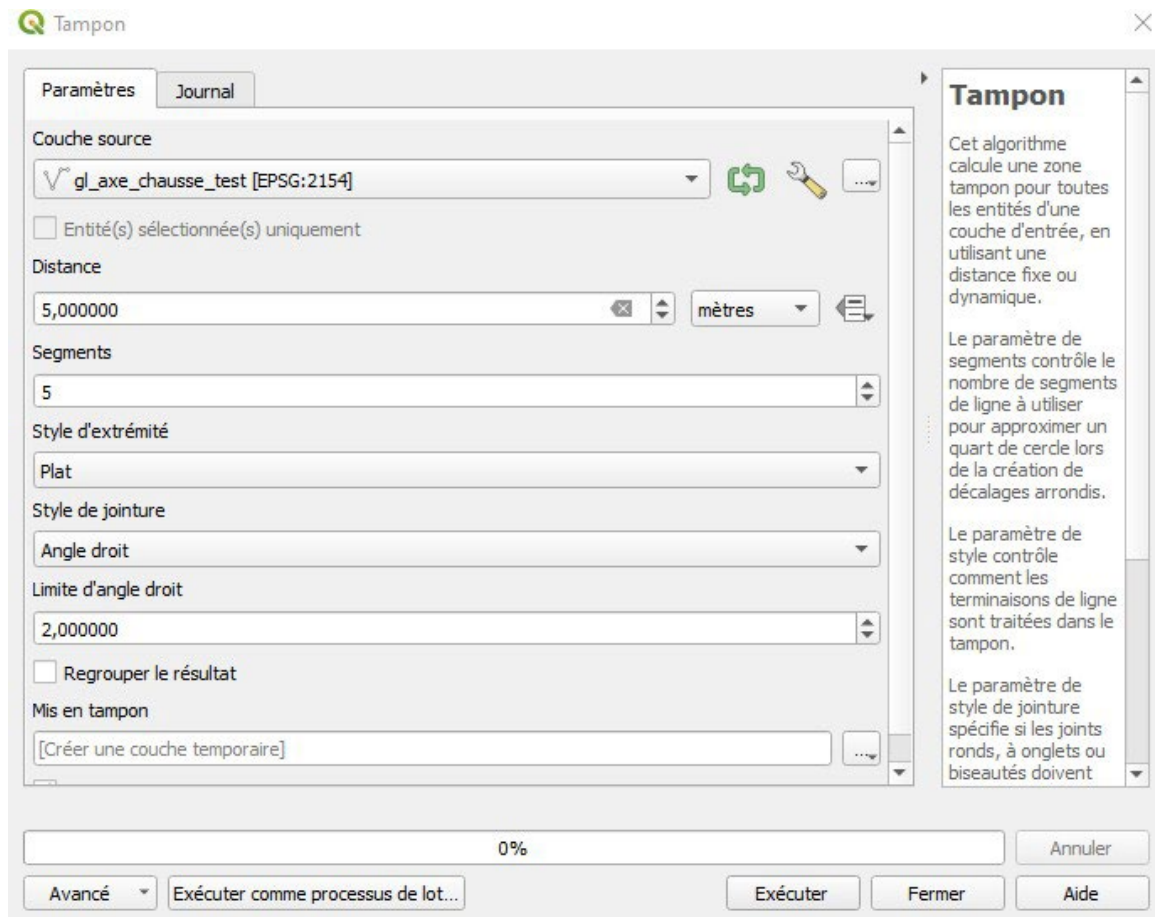 Tampon
Paramètres
Journal
Couche source
gl_axe_chausse_test [EPSG:2154]
...
Entité(s) sélectionnée(s) uniquement
Distance
5,000000
mètres
Segments
5
Style d'extrémité
Plat
Style de jointure
Angle droit
Limite d'angle droit
2,000000
Regrouper le résultat
Mis en tampon
[Créer une couche temporaire]
...
Tampon
Cet algorithme
calcule une zone
tampon pour toutes
les entités d'une
couche d'entrée, en
utilisant une
distance fixe ou
dynamique.
Le paramètre de
segments contrôle le
nombre de segments
de ligne à utiliser
pour approximer un
quart de cercle lors
de la création de
décalages arrondis.
Le paramètre de
style contrôle
comment les
terminaisons de ligne
sont traitées dans le
tampon.
Le paramètre de
style de jointure
spécifie si les joints
ronds, à onglets ou
biseautés doivent
0%
Annuler
Avancé
Exécuter comme processus de lot...
Exécuter
Fermer
Aide